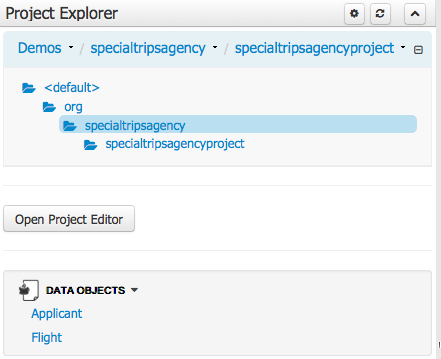 Project Explorer
Demos / specialtripsagency / specialtripsagencyproject
<default>
org
specialtripsagency
specialtripsagencyproject
Open Project Editor
DATA OBJECTS
Applicant
Flight